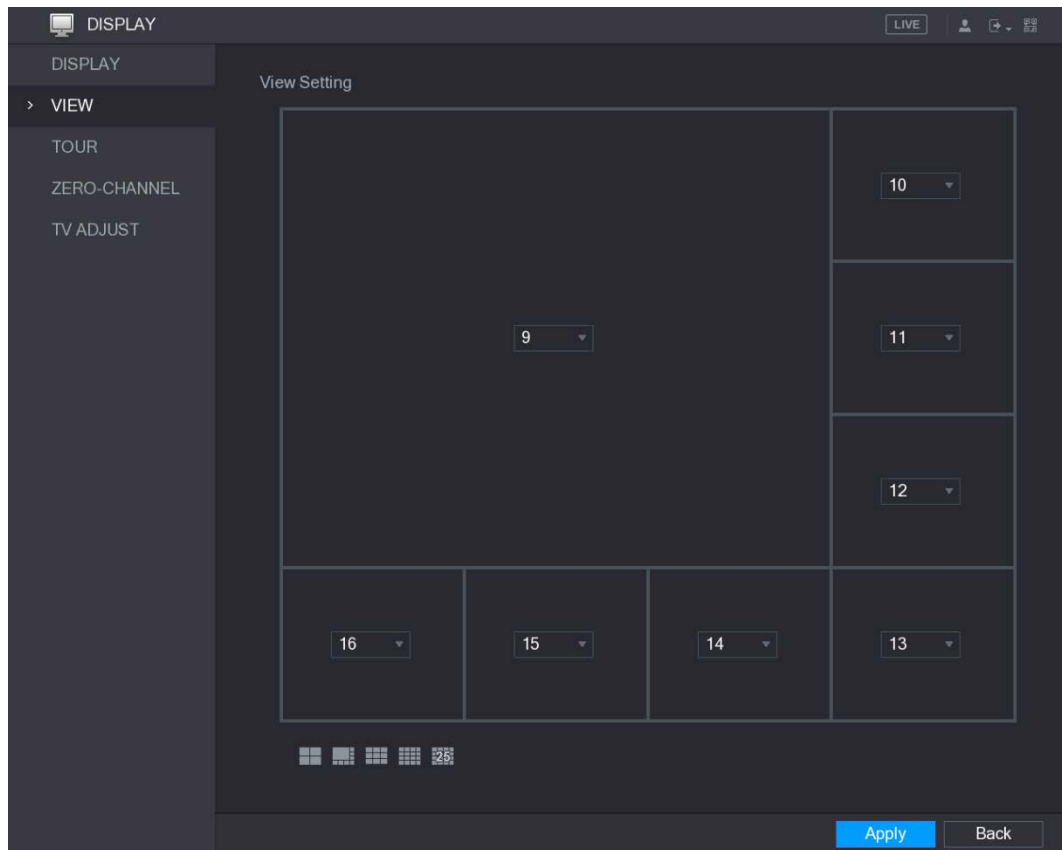 DISPLAY
LIVE
DISPLAY
VIEW
TOUR
ZERO-CHANNEL
TV ADJUST
View Setting
10
9
11
12
16
15
14
13
25
Apply
Back